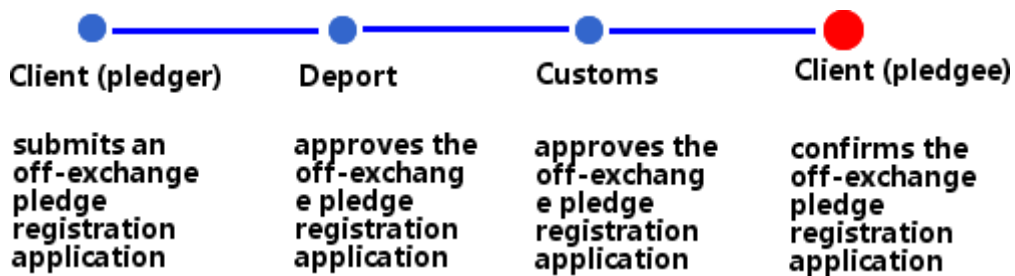 Client (pledger)
Deport
Customs
Client (pledgee)
submits an
off-exchange
pledge
registration
application
approves the
off-exchang
e pledge
registration
application
approves the
off-exchang
e pledge
registration
application
confirms the
off-exchange
pledge
registration
application